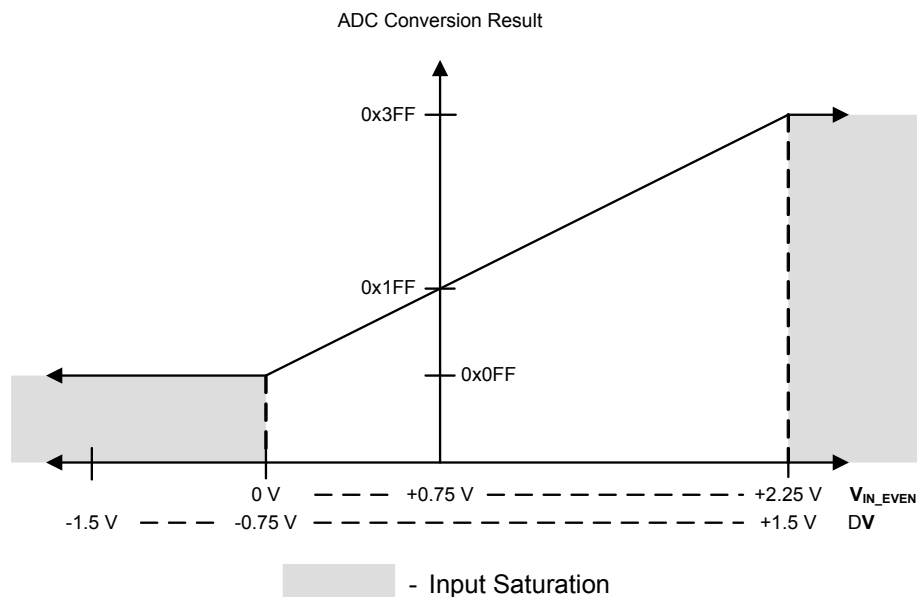 ADC Conversion Result
0x3FF
0x1FF
0x0FF
0 V +0.75 V +2.25 V VIN_EVEN
-1.5 V -0.75 V +1.5 V DV
- Input Saturation